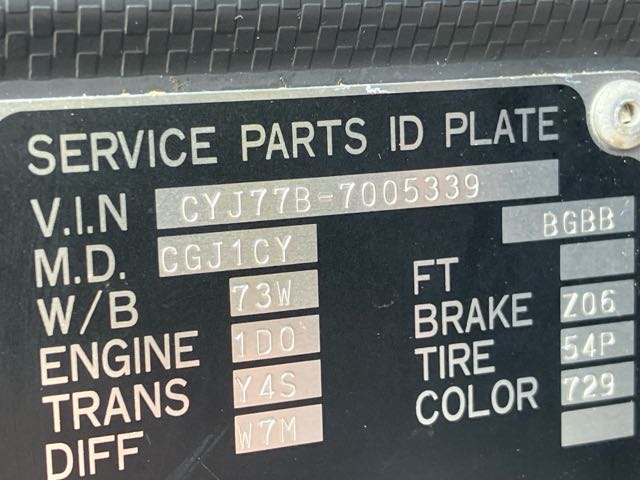 SERVICE PARTS ID PLATE
V.I.N CYJ77B-7005339
M.D. CGJ1CY BGBB
W/B 73W FT
ENGINE 1D0 BRAKE Z06
TRANS Y4S TIRE 54P
DIFF W7M COLOR 729